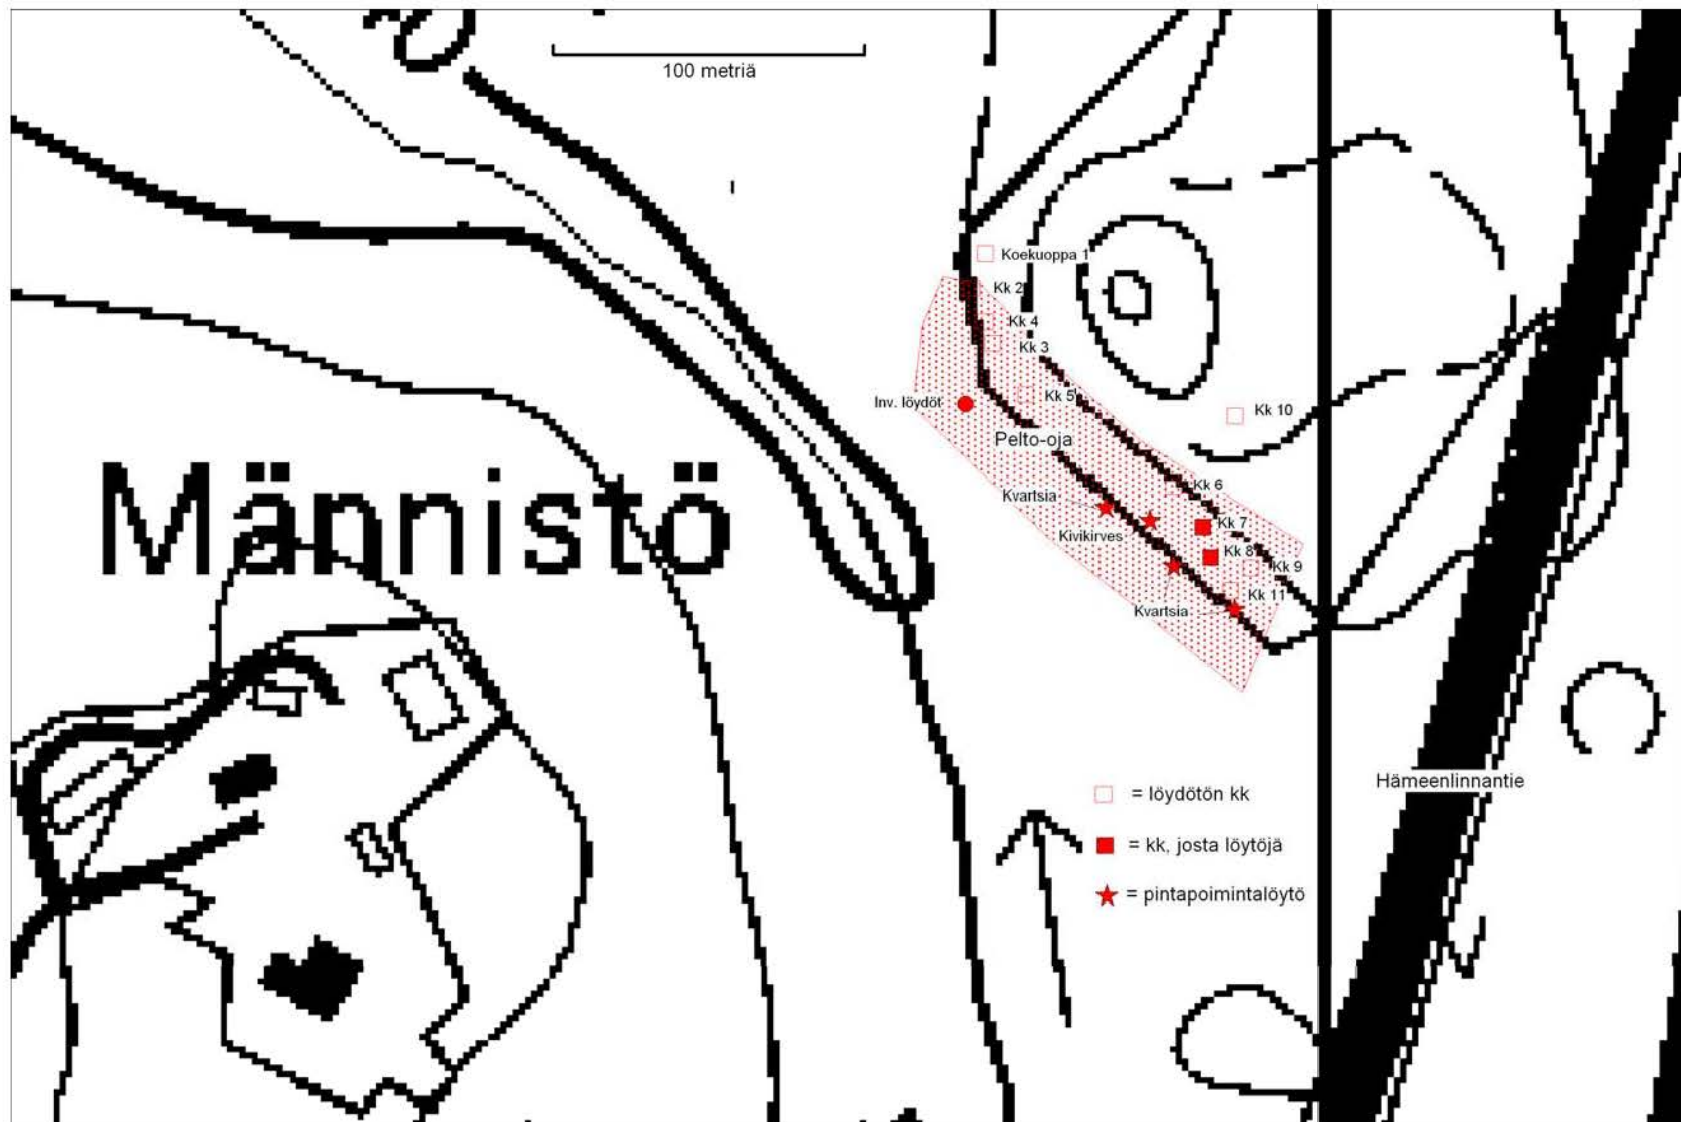 100 metriä
Koekuoppa 1
Kk 2
Kk 4
Kk 3
Inv. löydöt
Kk 5
Kk 10
Pelto-oja
Männistö
Kvartsia
Kk 6
Kivikirves
Kk 7
Kk 8
Kk 9
Kk 11
Kvartsia
Hämeenlinnantie
= löydötön kk
= kk, josta löytöjä
= pintapoimintalöytö